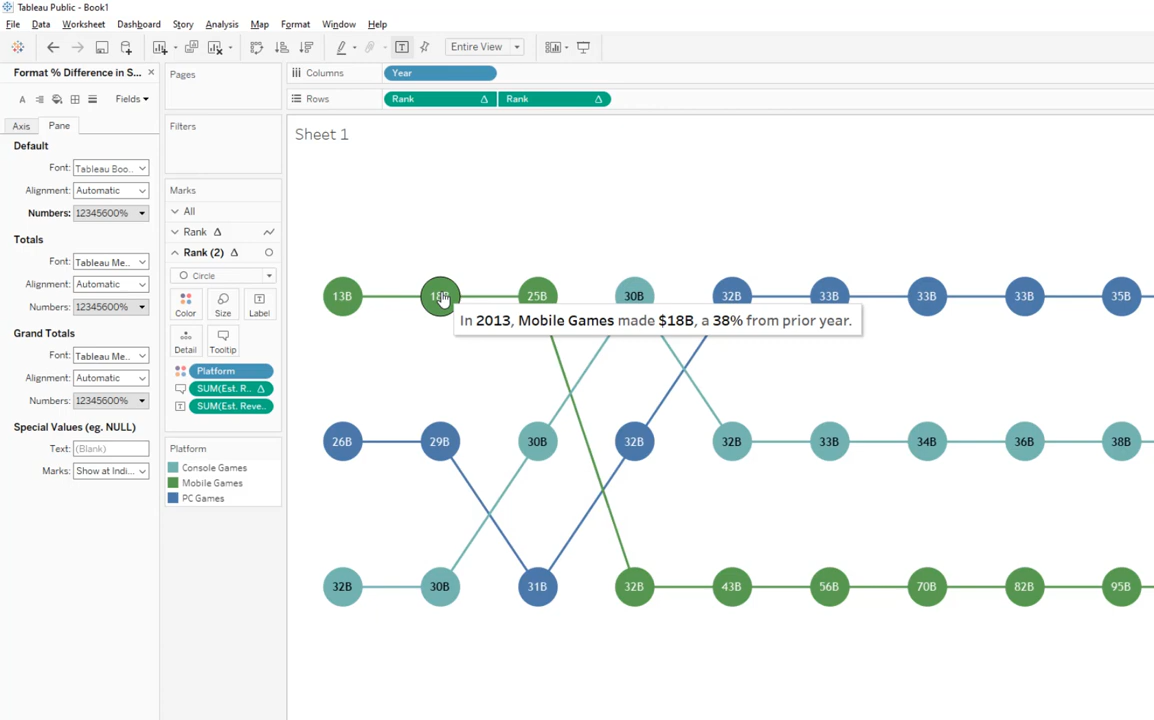 Tableau Public - Book1
File Data Worksheet Dashboard Story Analysis Map Format Window Help
Entire View
Format % Difference in S... ×
Fields
Axis Pane
Default
Font: Tableau Boo..
Alignment: Automatic
Numbers: 12345600%
Totals
Font: Tableau Me..
Alignment: Automatic
Numbers: 12345600%
Grand Totals
Font: Tableau Me..
Alignment: Automatic
Numbers: 12345600%
Special Values (eg. NULL)
Text: (Blank)
Marks: Show at Indi...
Pages
Filters
Marks
All
Rank Δ
Rank (2) Δ
Circle
Color Size Label
Detail Tooltip
Platform
SUM(Est. R.. Δ
SUM(Est. Reve..
Platform
Console Games
Mobile Games
PC Games
Columns Year
Rows Rank Δ Rank Δ
Sheet 1
13B 18B 25B 30B 32B 33B 33B 33B 35B
In 2013, Mobile Games made $18B, a 38% from prior year.
26B 29B 30B 32B 32B 33B 34B 36B 38B
32B 30B 31B 32B 43B 56B 70B 82B 95B